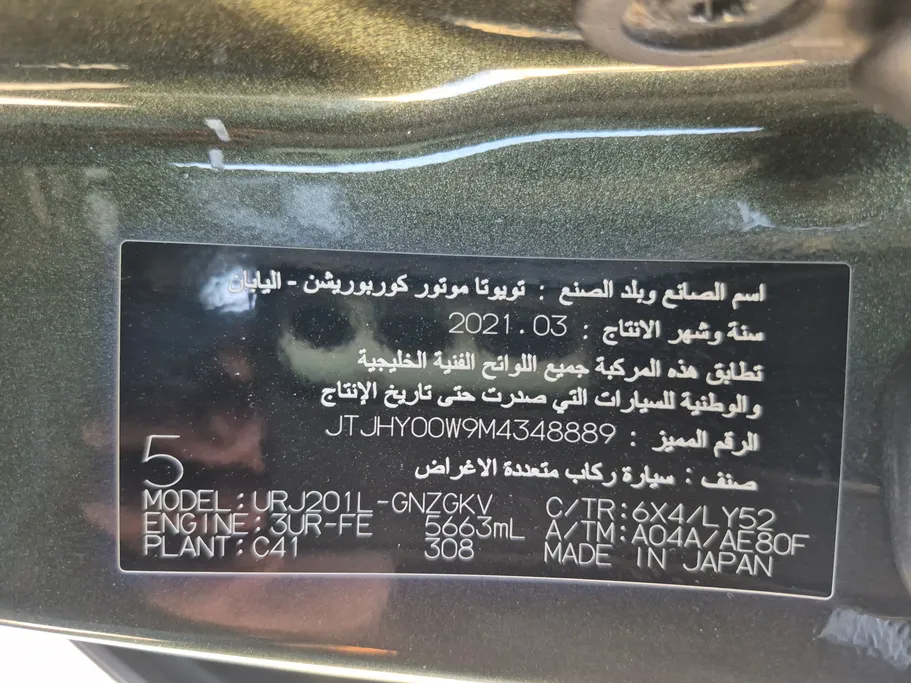 اسم الصانع وبلد الصنع : تويوتا موتور كوربوريشن - اليابان
سنة وشهر الانتاج : 2021.03
تطابق هذه المركبة جميع اللوائح الفنية الخليجية
والوطنية للسيارات التي صدرت حتى تاريخ الإنتاج
الرقم المميز : JTJHY00W9M4348889
صنف : سيارة ركاب متعددة الاغراض
5
MODEL:URJ201L-GNZGKV C/TR:6X4/LY52
ENGINE:3UR-FE 5663mL A/TM:A04A/AE80F
PLANT:C41 308 MADE IN JAPAN